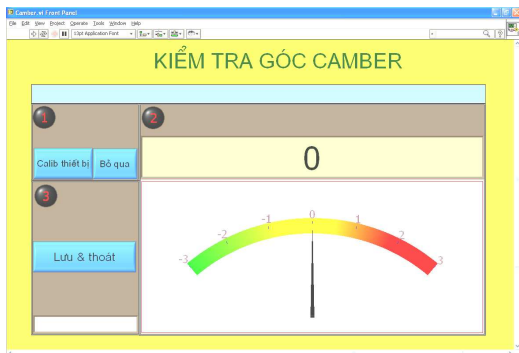 Camber.vi Front Panel
File Edit View Project Operate Tools Window Help
13pt Application Font
KIỂM TRA GÓC CAMBER
1
2
Calib thiết bị
Bỏ qua
0
3
Lưu & thoát
-3
-2
-1
0
1
2
3